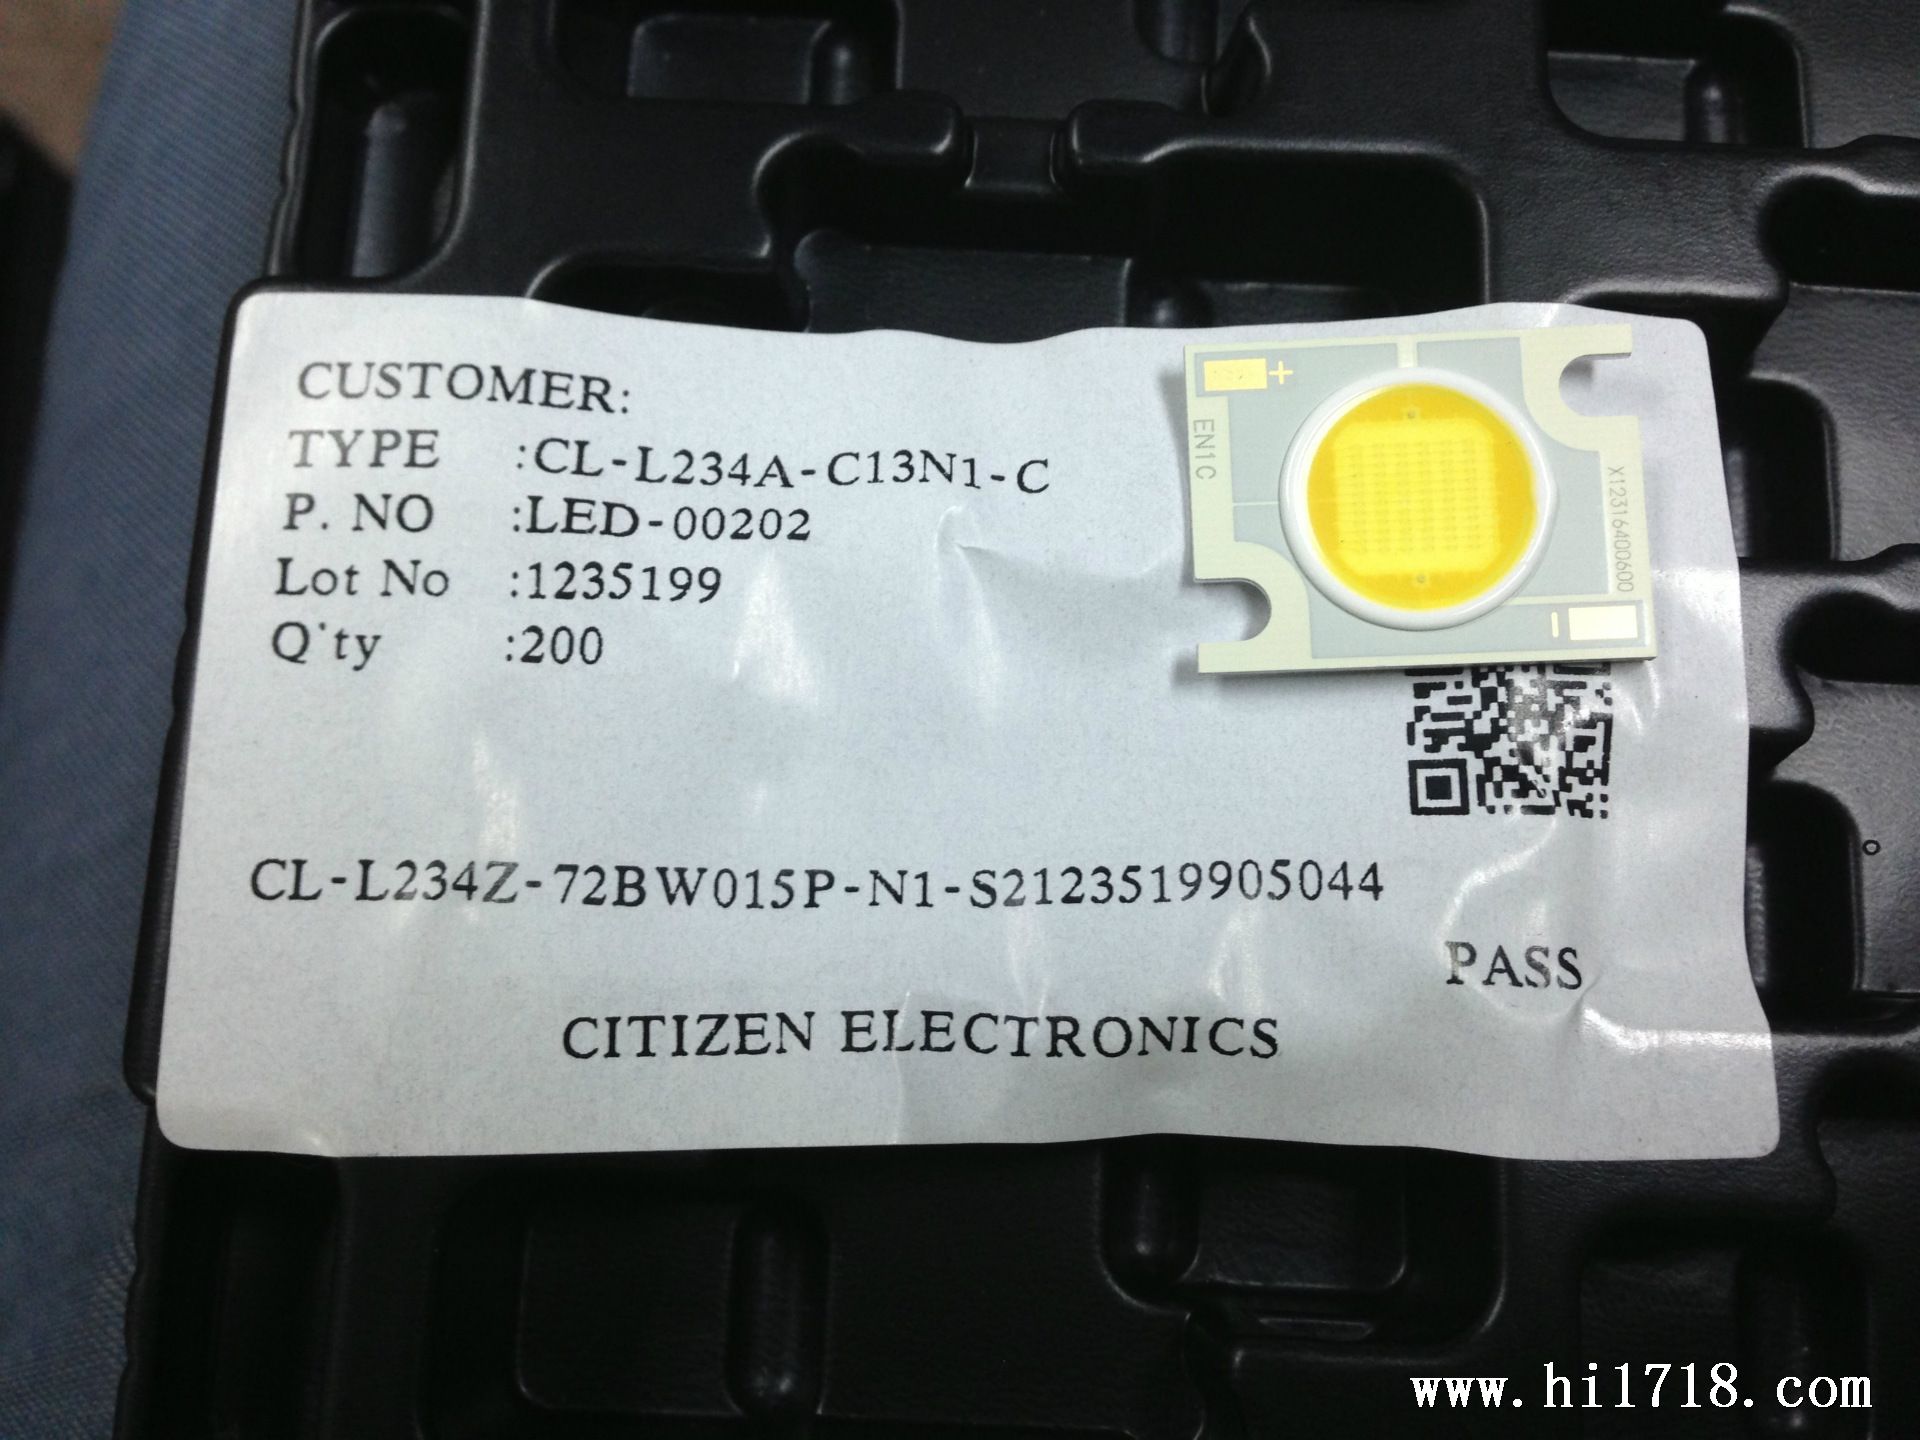 CUSTOMER:
TYPE :CL-L234A-C13N1-C
P. NO :LED-00202
Lot No :1235199
Q'ty :200
+
EN1C
X12316400600
-
CL-L234Z-72BW015P-N1-S2123519905044
PASS
CITIZEN ELECTRONICS
www.hi1718.com